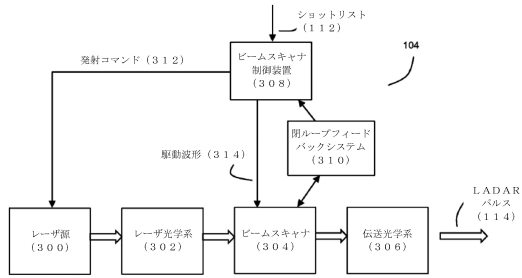 ショットリスト
(112)
発射コマンド(312)
ビームスキャナ
制御装置
(308)
104
閉ループフィード
バックシステム
(310)
駆動波形(314)
LADAR
パルス
(114)
レーザ源
(300)
レーザ光学系
(302)
ビームスキャナ
(304)
伝送光学系
(306)